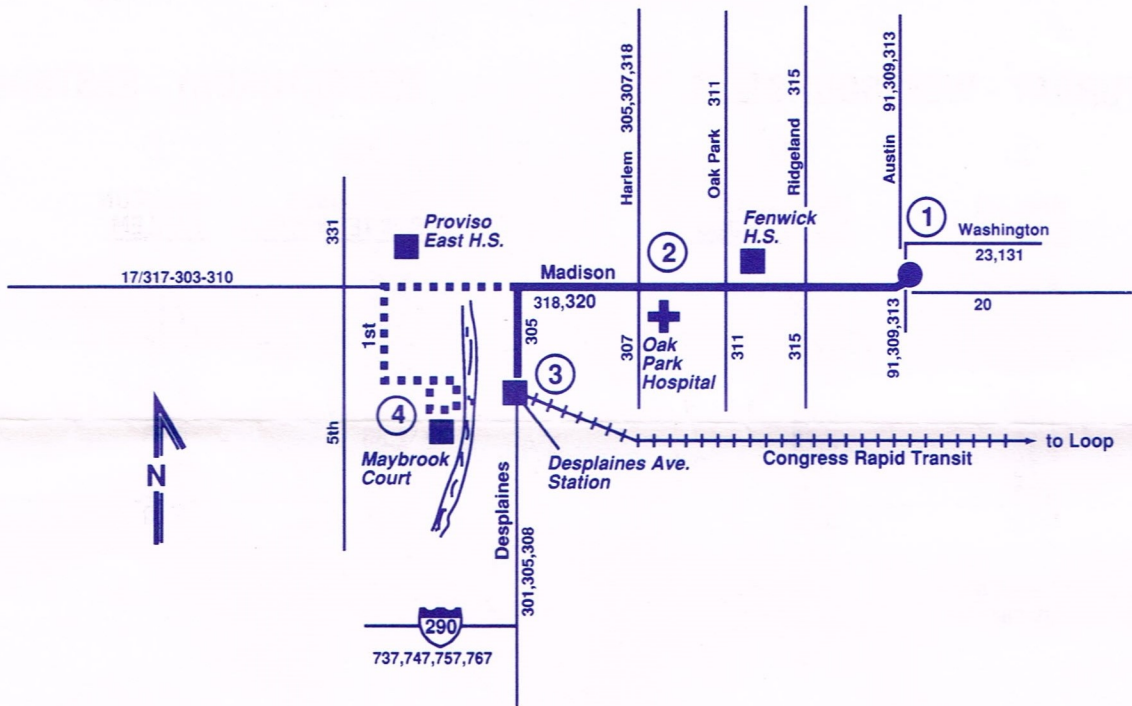 Harlem 305,307,318
Oak Park 311
Ridgeland 315
Austin 91,309,313
331
Proviso
East H.S.
Fenwick
H.S.
1
Washington
23,131
2
17/317-303-310
Madison
318,320
20
1st
305
307
Oak
Park
Hospital
311
315
91,309,313
3
4
5th
N
Maybrook
Court
Desplaines Ave.
Station
to Loop
Congress Rapid Transit
Desplaines
301,305,308
290
737,747,757,767